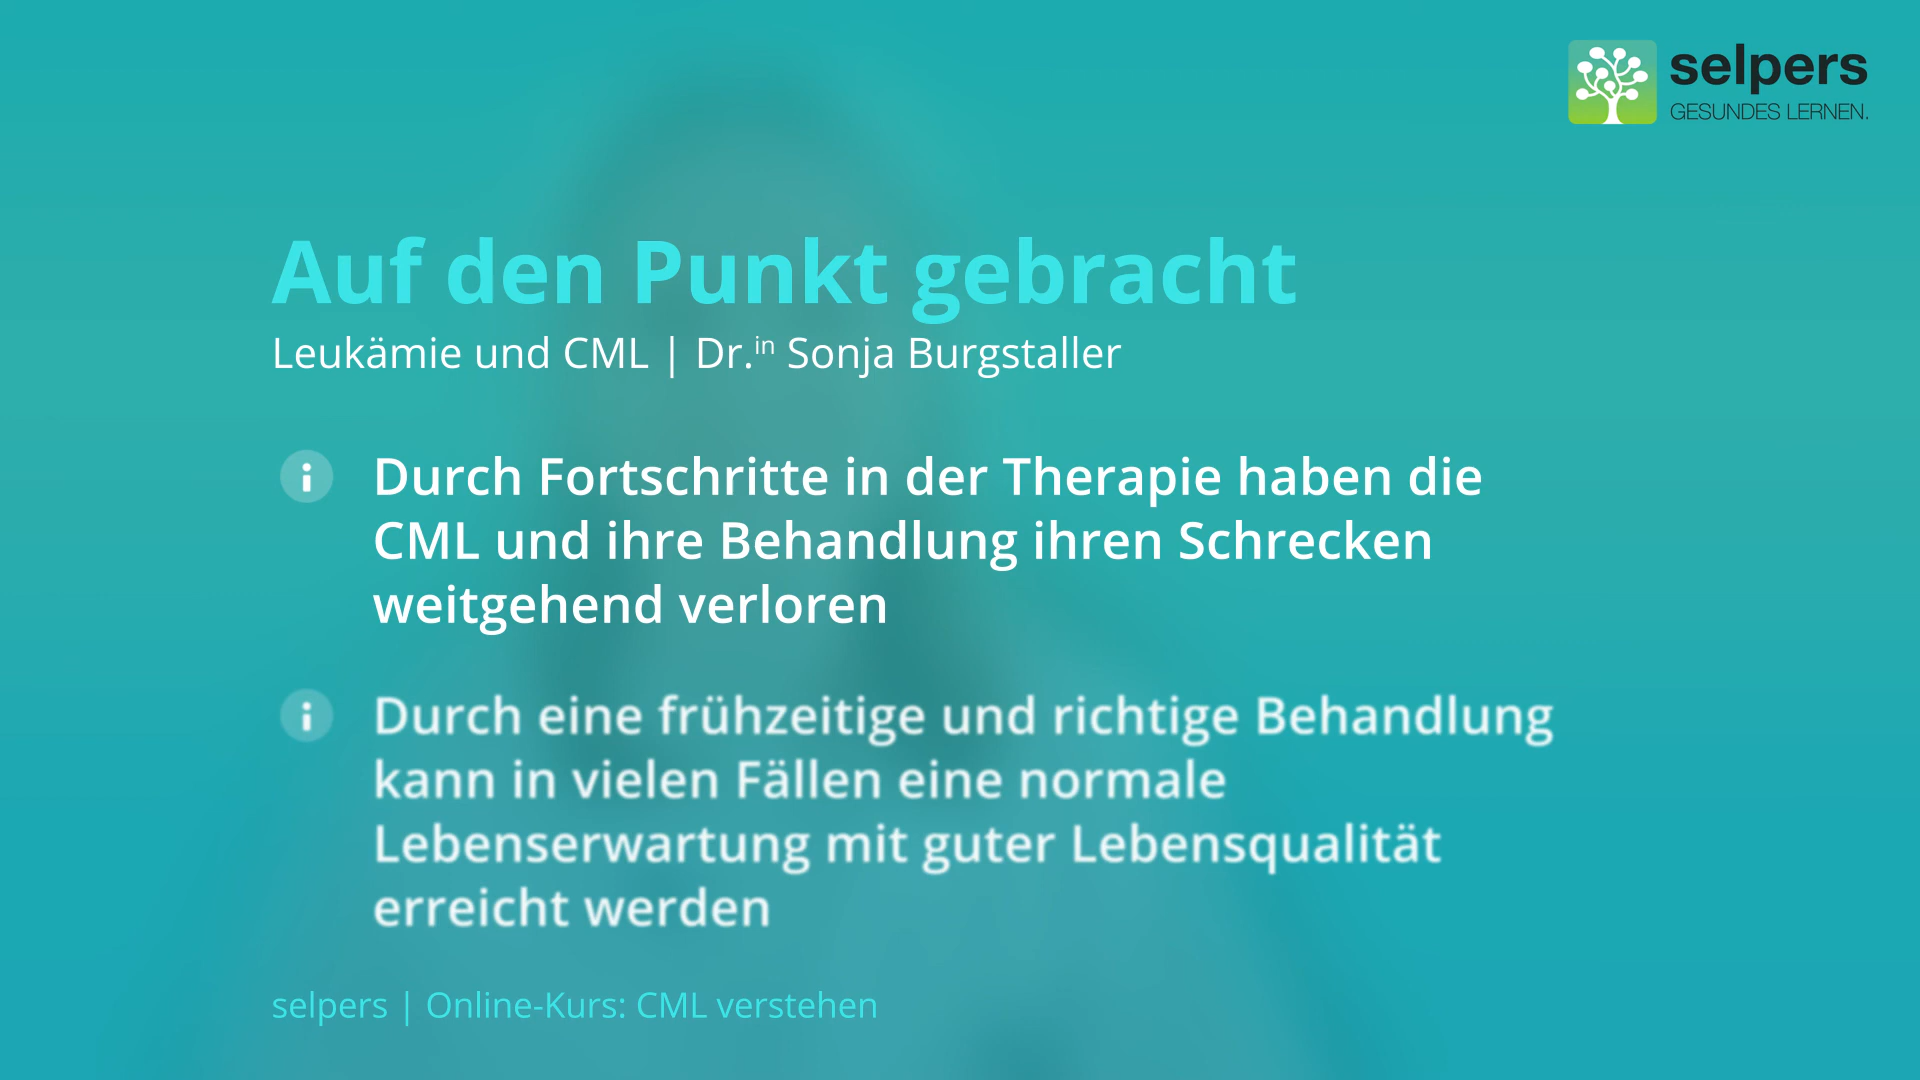 selpers
GESUNDES LERNEN.
Auf den Punkt gebracht
Leukämie und CML | Dr.in Sonja Burgstaller
Durch Fortschritte in der Therapie haben die
CML und ihre Behandlung ihren Schrecken
weitgehend verloren
Durch eine frühzeitige und richtige Behandlung
kann in vielen Fällen eine normale
Lebenserwartung mit guter Lebensqualität
erreicht werden
selpers | Online-Kurs: CML verstehen